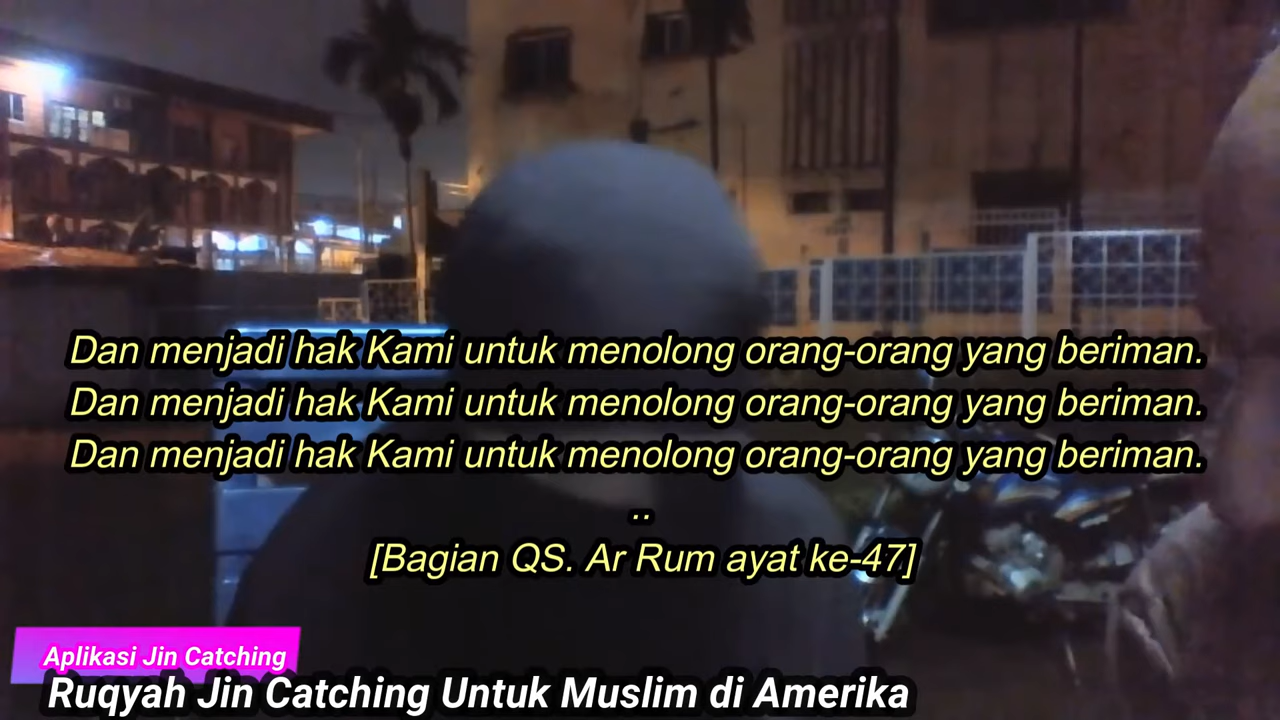 Dan menjadi hak Kami untuk menolong orang-orang yang beriman.
Dan menjadi hak Kami untuk menolong orang-orang yang beriman.
Dan menjadi hak Kami untuk menolong orang-orang yang beriman.
..
[Bagian QS. Ar Rum ayat ke-47]
Aplikasi Jin Catching
Ruqyah Jin Catching Untuk Muslim di Amerika